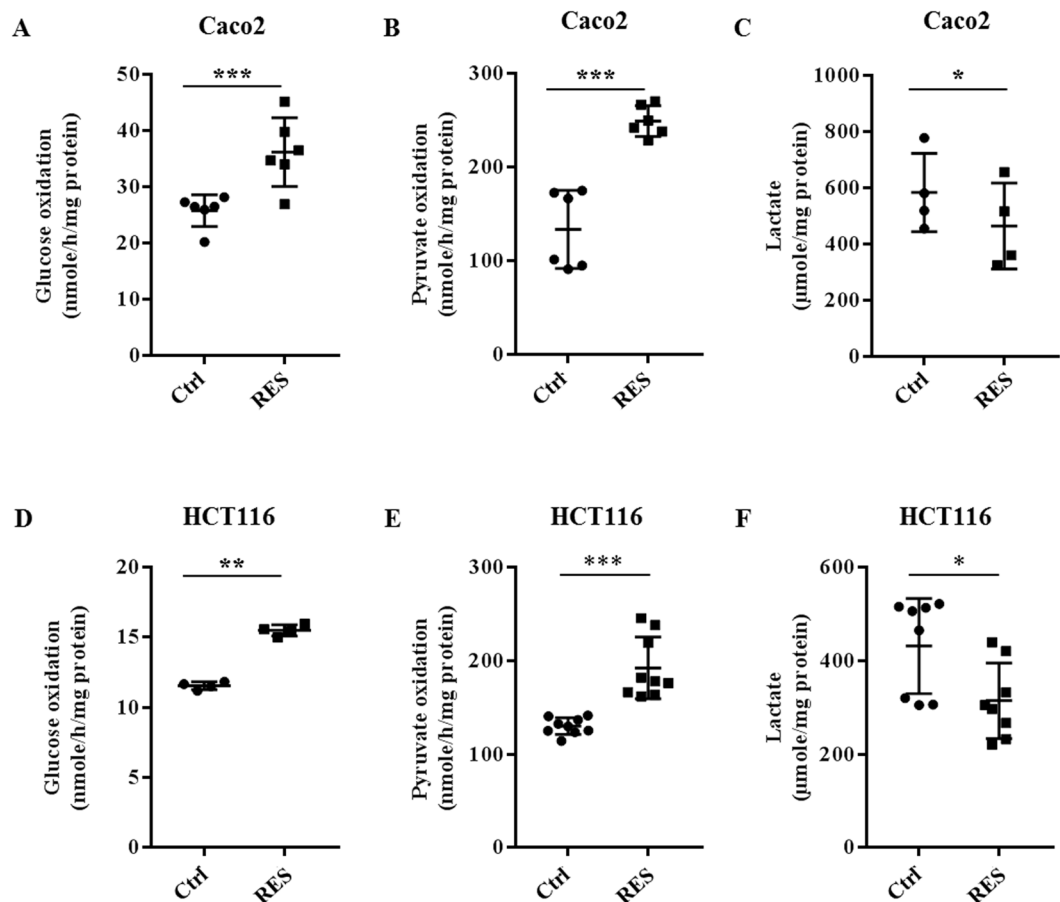 A
Caco2
***
Glucose oxidation
(nmole/h/mg protein)
50
40
30
20
10
0
Ctrl
RES
B
Caco2
***
Pyruvate oxidation
(nmole/h/mg protein)
300
200
100
0
Ctrl
RES
C
Caco2
*
Lactate
(µmole/mg protein)
1000
800
600
400
200
0
Ctrl
RES
D
HCT116
**
Glucose oxidation
(nmole/h/mg protein)
20
15
10
5
0
Ctrl
RES
E
HCT116
***
Pyruvate oxidation
(nmole/h/mg protein)
300
200
100
0
Ctrl
RES
F
HCT116
*
Lactate
(µmole/mg protein)
600
400
200
0
Ctrl
RES